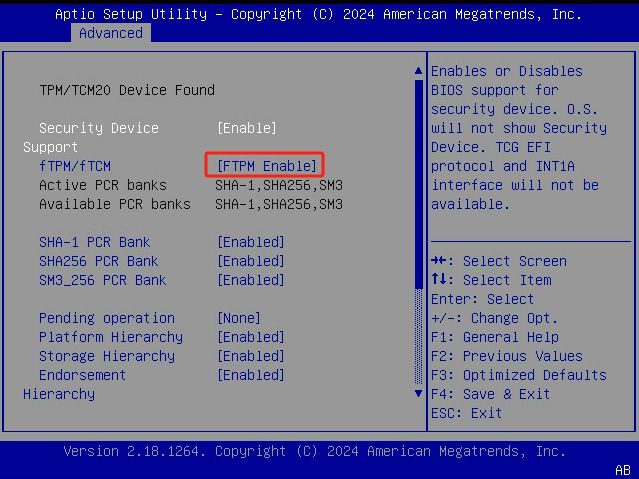 Aptio Setup Utility – Copyright (C) 2024 American Megatrends, Inc.
Advanced
TPM/TCM20 Device Found
Security Device [Enable]
Support
fTPM/fTCM [FTPM Enable]
Active PCR banks SHA-1,SHA256,SM3
Available PCR banks SHA-1,SHA256,SM3
SHA-1 PCR Bank [Enabled]
SHA256 PCR Bank [Enabled]
SM3_256 PCR Bank [Enabled]
Pending operation [None]
Platform Hierarchy [Enabled]
Storage Hierarchy [Enabled]
Endorsement [Enabled]
Hierarchy
Enables or Disables
BIOS support for
security device. O.S.
will not show Security
Device. TCG EFI
protocol and INT1A
interface will not be
available.
→←: Select Screen
↑↓: Select Item
Enter: Select
+/-: Change Opt.
F1: General Help
F2: Previous Values
F3: Optimized Defaults
F4: Save & Exit
ESC: Exit
Version 2.18.1264. Copyright (C) 2024 American Megatrends, Inc.
AB